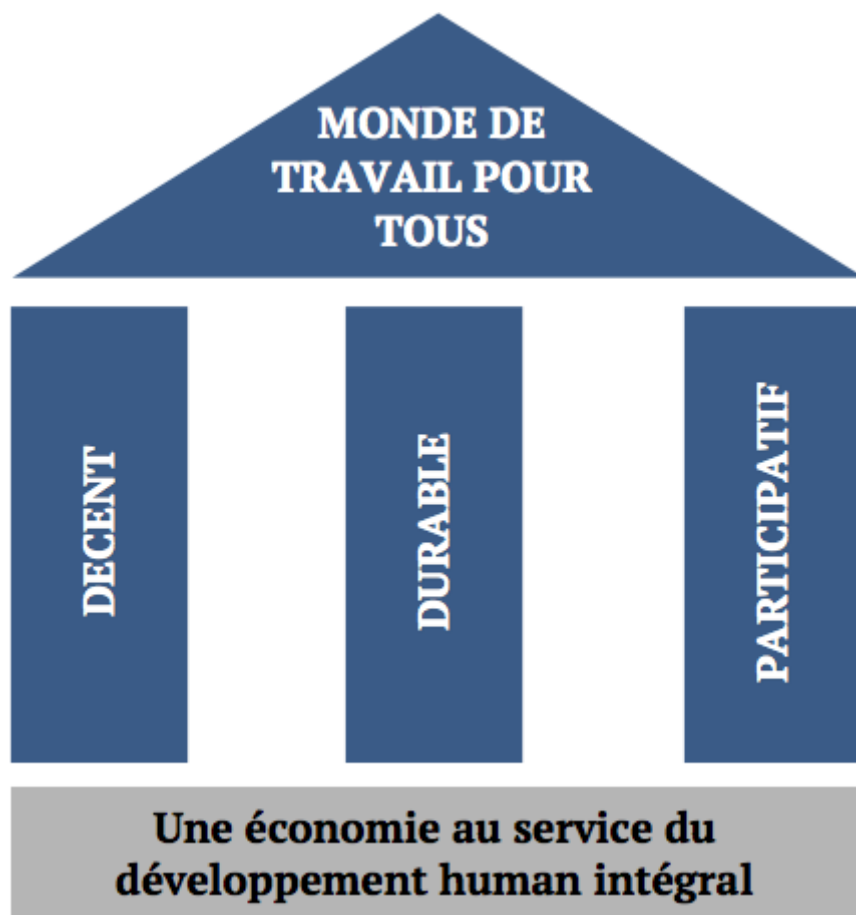 MONDE DE
TRAVAIL POUR
TOUS
DECENT
DURABLE
PARTICIPATIF
Une économie au service du
développement human intégral